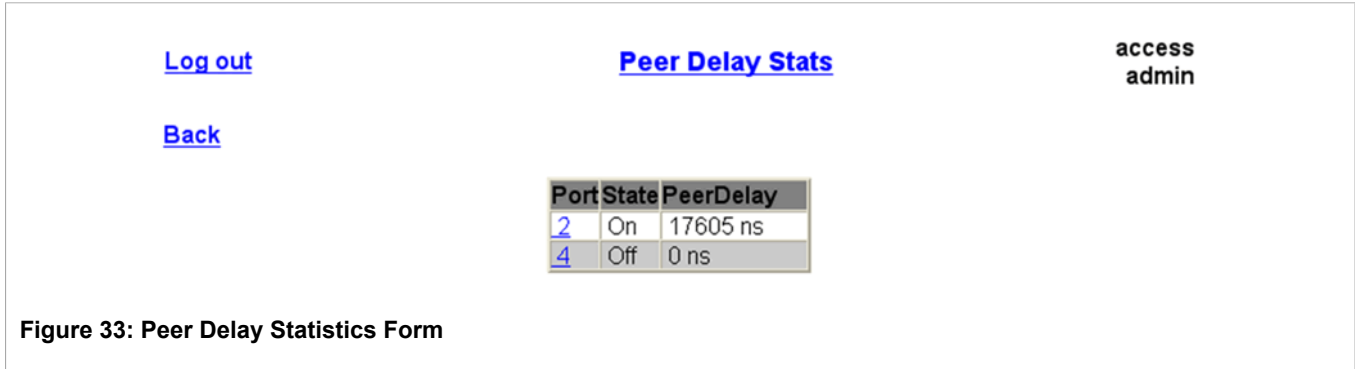 Log out
Peer Delay Stats
access
admin
Back
Port State PeerDelay
2 On 17605 ns
4 Off 0 ns
Figure 33: Peer Delay Statistics Form